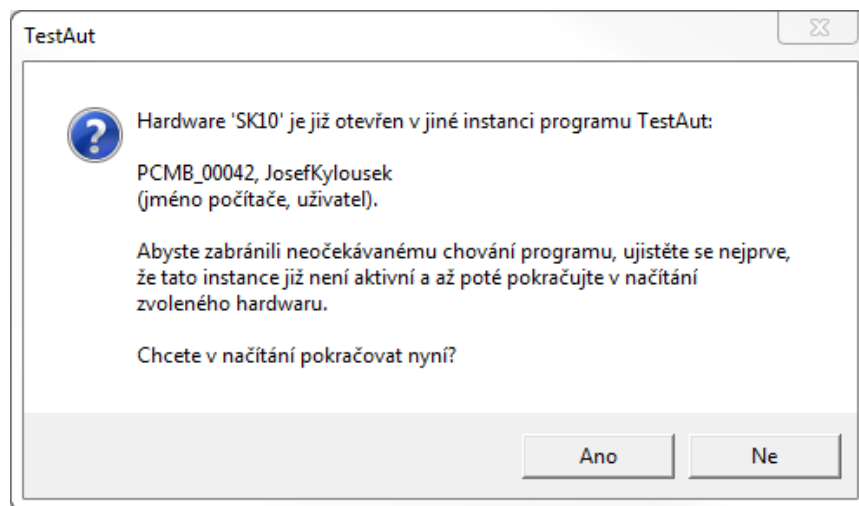 TestAut
Hardware 'SK10' je již otevřen v jiné instanci programu TestAut:
PCMB_00042, JosefKylousek
(jméno počítače, uživatel).
Abyste zabránili neočekávanému chování programu, ujistěte se nejprve,
že tato instance již není aktivní a až poté pokračujte v načítání
zvoleného hardwaru.
Chcete v načítání pokračovat nyní?
Ano
Ne